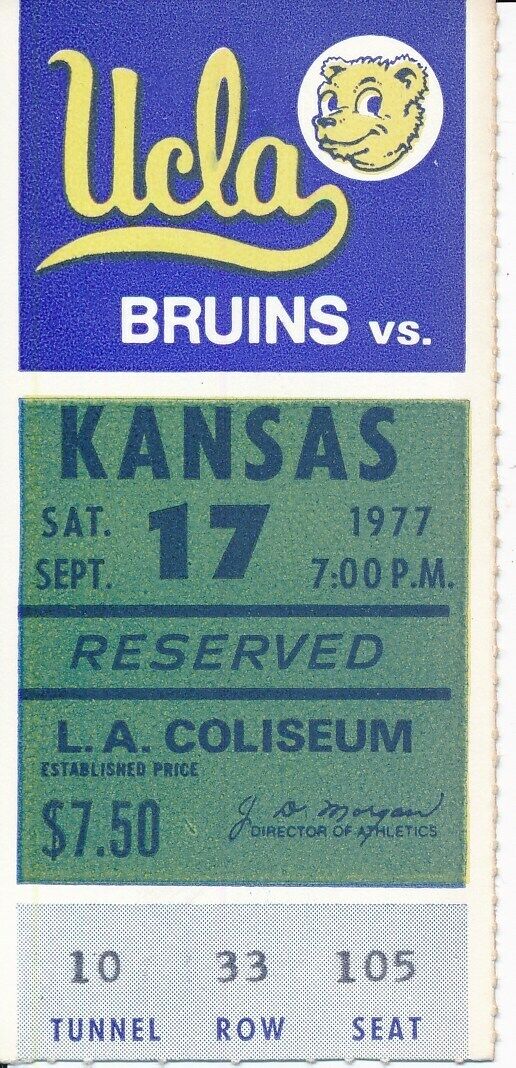 Ucla
BRUINS vs.
KANSAS
SAT. 17 1977
SEPT. 7:00 P.M.
RESERVED
L.A. COLISEUM
ESTABLISHED PRICE
$7.50 J D Morgan
DIRECTOR OF ATHLETICS
10 33 105
TUNNEL ROW SEAT